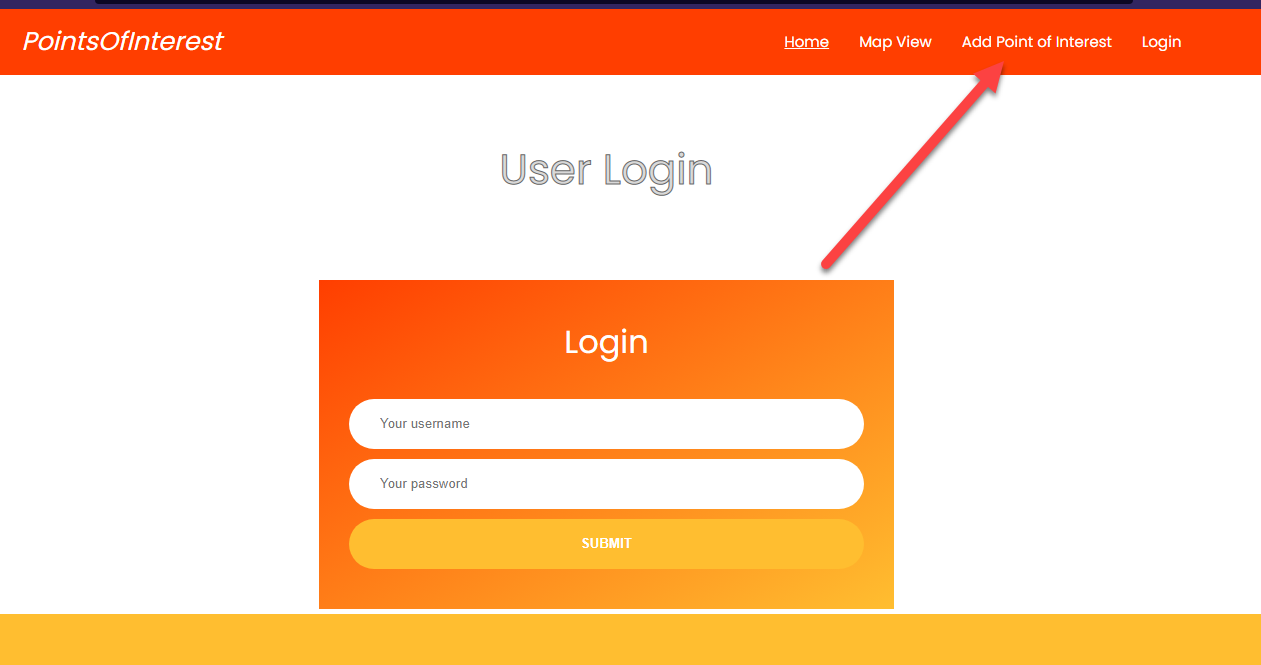 PointsOfInterest
Home Map View Add Point of Interest Login
User Login
Login
Your username
Your password
SUBMIT